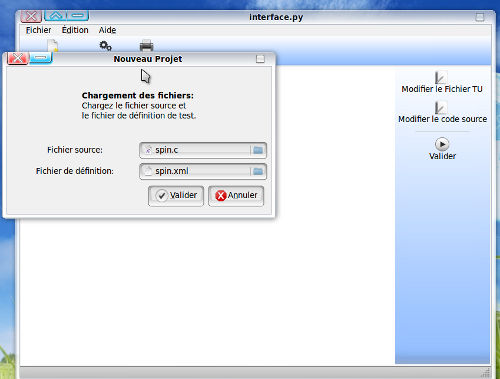 interface.py
Fichier Édition Aide
Nouveau Projet
Chargement des fichiers:
Chargez le fichier source et
le fichier de définition de test.
Fichier source: spin.c
Fichier de définition: spin.xml
Valider Annuler
Modifier le Fichier TU
Modifier le code source
Valider